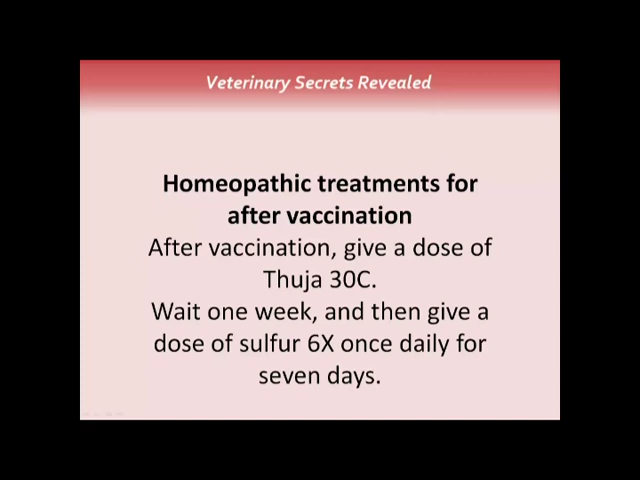 Veterinary Secrets Revealed
Homeopathic treatments for
after vaccination
After vaccination, give a dose of
Thuja 30C.
Wait one week, and then give a
dose of sulfur 6X once daily for
seven days.